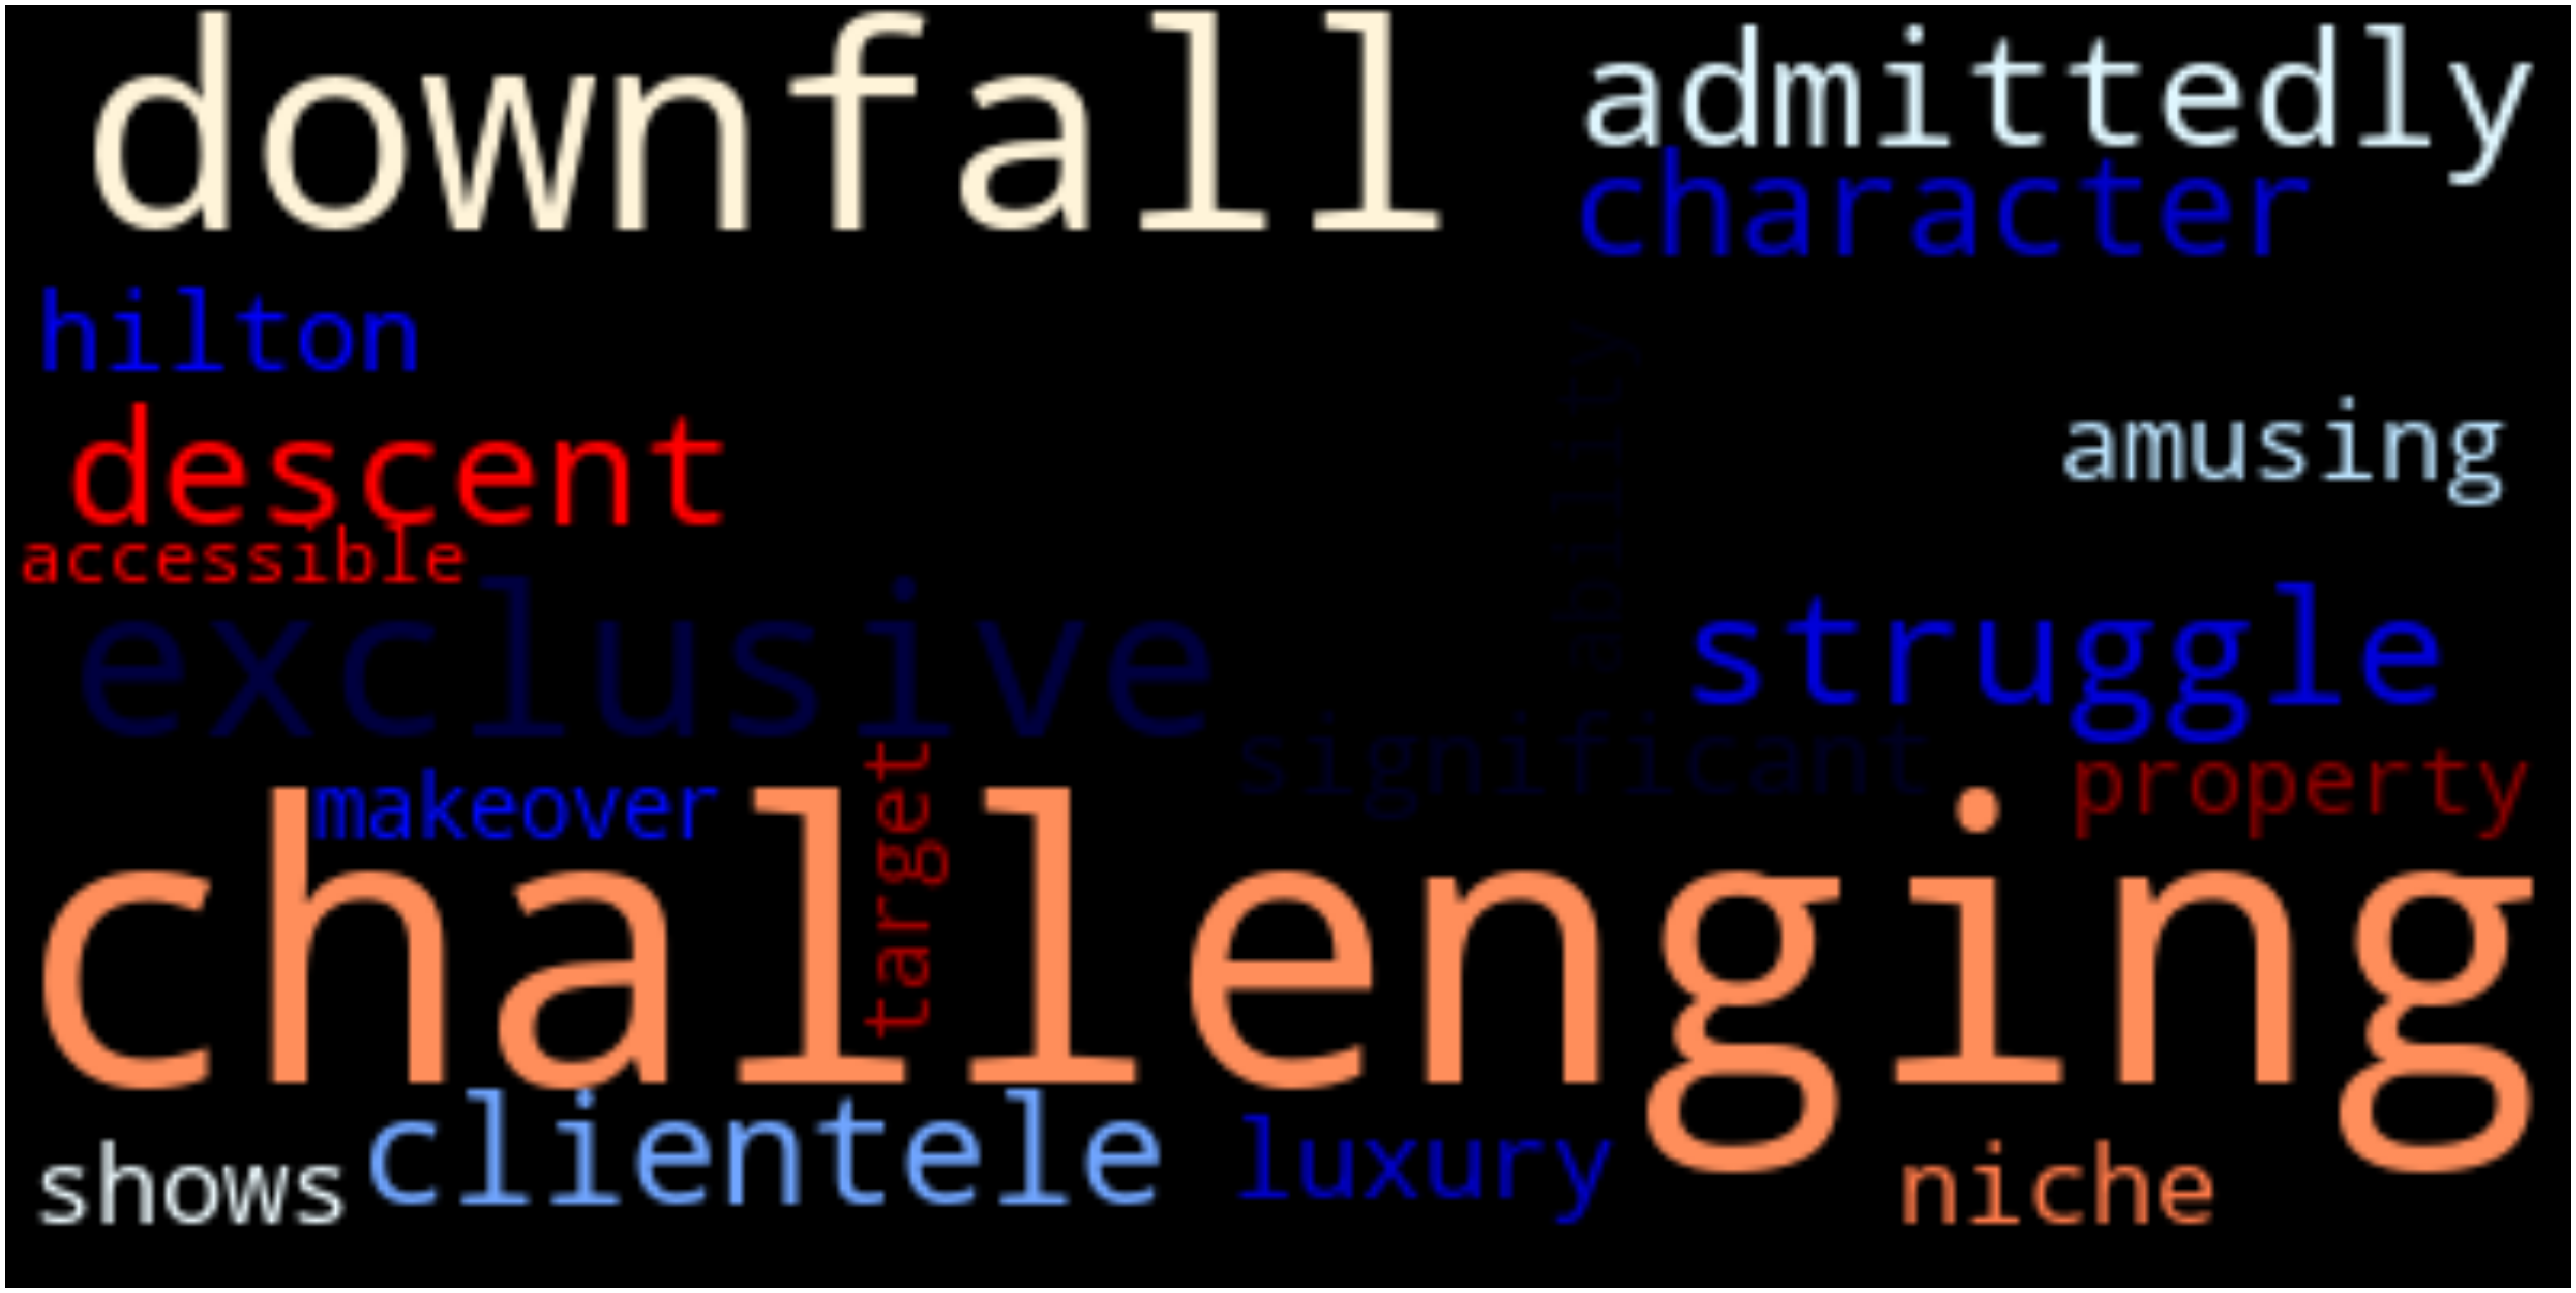 downfall
admittedly
character
hilton
ability
descent
amusing
accessible
exclusive
struggle
significant
makeover
target
property
challenging
shows
clientele
luxury
niche